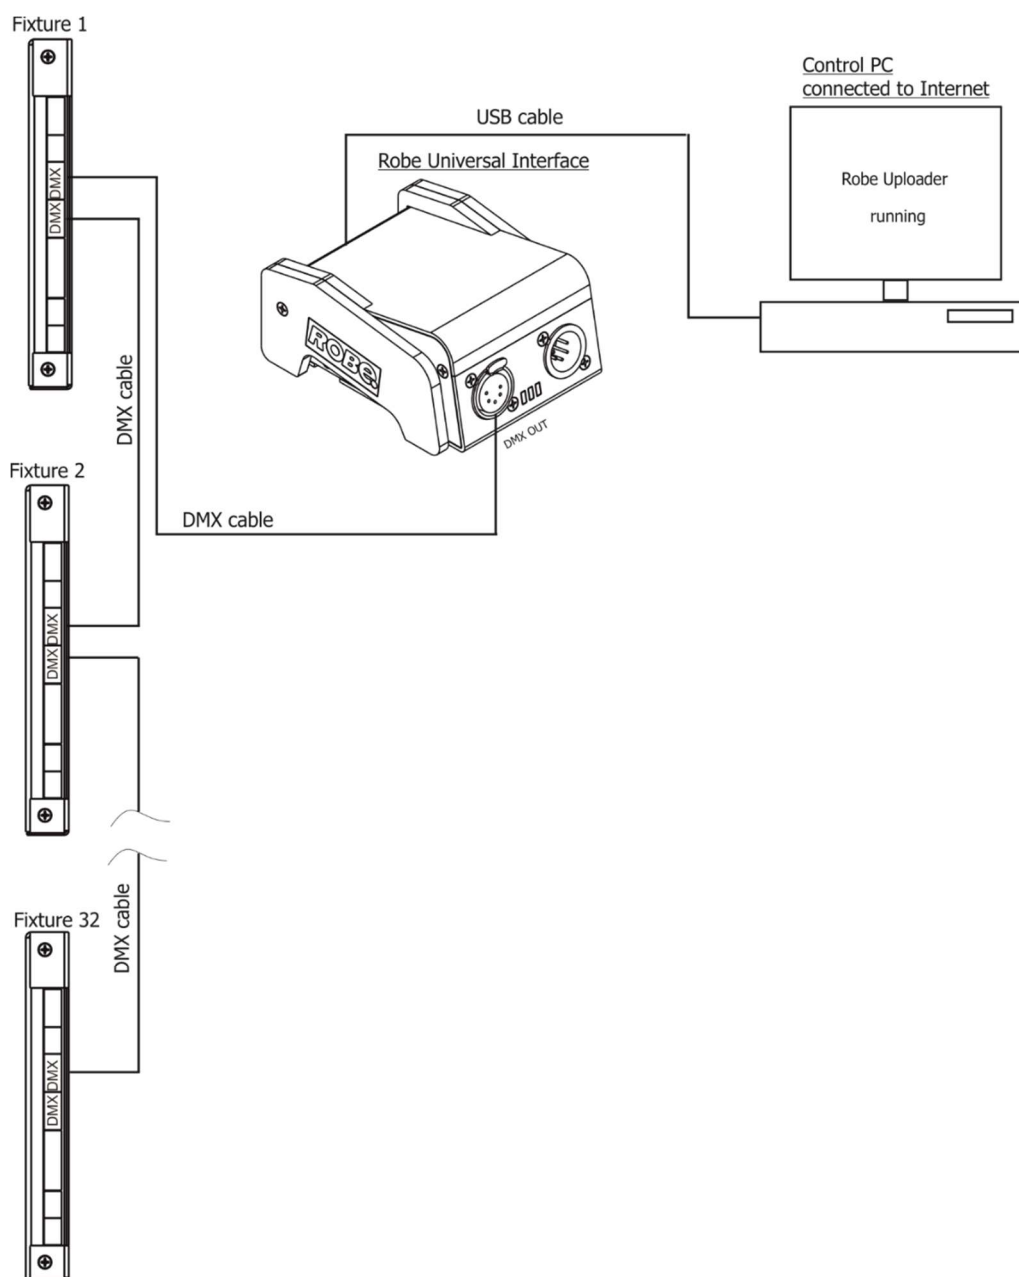 Fixture 1
DMX
DMX
DMX cable
USB cable
Robe Universal Interface
ROBE
DMX OUT
Control PC
connected to Internet
Robe Uploader
running
DMX cable
Fixture 2
DMX
DMX
DMX cable
Fixture 32
DMX
DMX